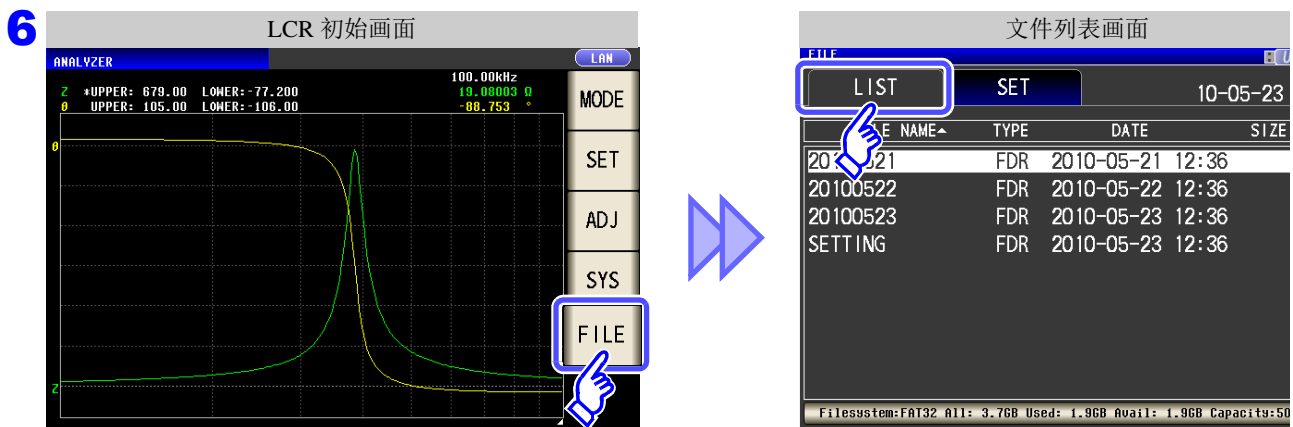 6
LCR 初始画面
ANALYZER
LAN
100.00kHz
Z *UPPER: 679.00 LOWER:-77.200 19.08003 Ω
θ UPPER: 105.00 LOWER:-106.00 -88.753 °
θ
Z
MODE
SET
ADJ
SYS
FILE
文件列表画面
FILE
LIST SET 10-05-23
NAME▲ TYPE DATE SIZE
FDR 2010-05-21 12:36
20100522 FDR 2010-05-22 12:36
20100523 FDR 2010-05-23 12:36
SETTING FDR 2010-05-23 12:36
Filesystem:FAT32 All: 3.7GB Used: 1.9GB Avail: 1.9GB Capacity:50